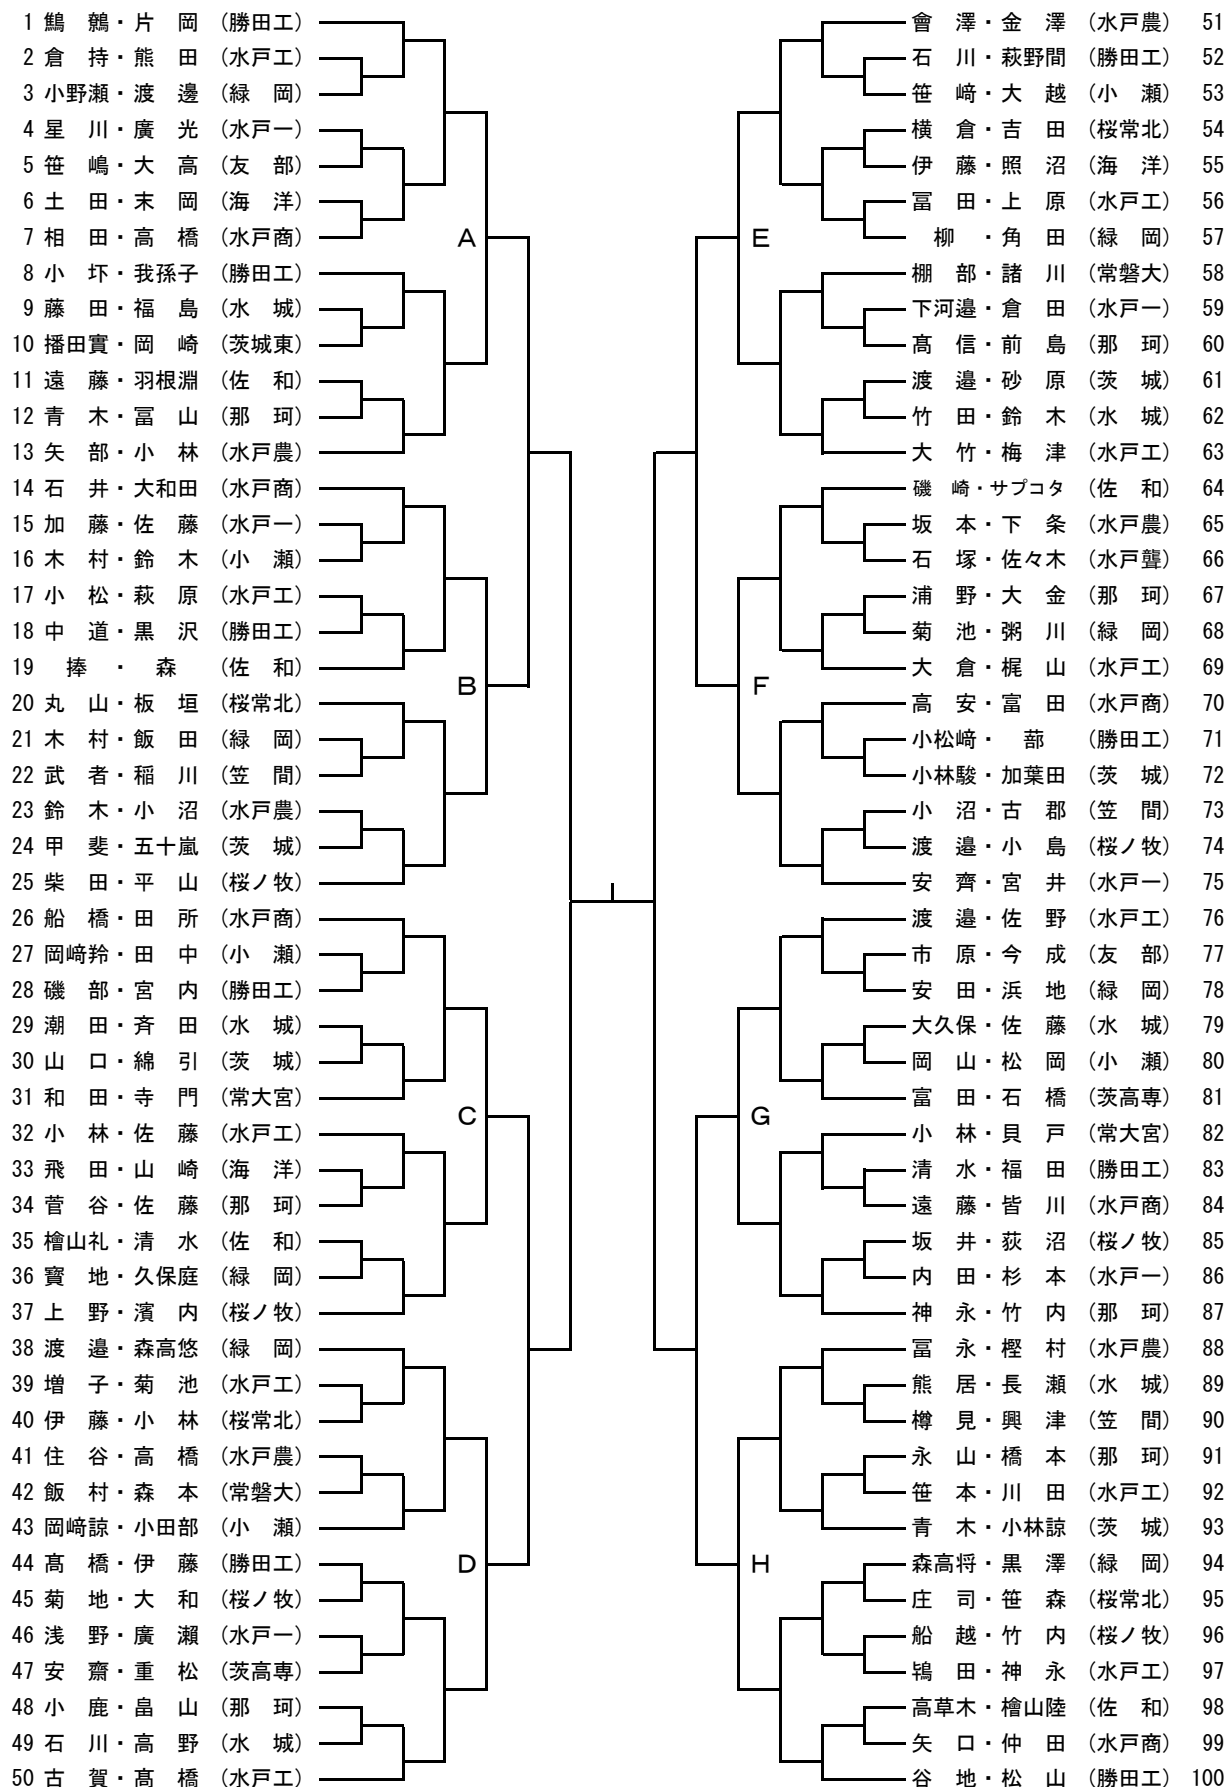 1 鷦　鷯・片　岡 (勝田工)
2 倉　持・熊　田 (水戸工)
3 小野瀬・渡　邊 (緑　岡)
4 星　川・廣　光 (水戸一)
5 笹　嶋・大　高 (友　部)
6 土　田・末　岡 (海　洋)
7 相　田・高　橋 (水戸商)
A
8 小　圷・我孫子 (勝田工)
9 藤　田・福　島 (水　城)
10 播田實・岡　崎 (茨城東)
11 遠　藤・羽根淵 (佐　和)
12 青　木・冨　山 (那　珂)
13 矢　部・小　林 (水戸農)
14 石　井・大和田 (水戸商)
15 加　藤・佐　藤 (水戸一)
16 木　村・鈴　木 (小　瀬)
17 小　松・萩　原 (水戸工)
18 中　道・黒　沢 (勝田工)
19 捧　・　森 (佐　和)
B
20 丸　山・板　垣 (桜常北)
21 木　村・飯　田 (緑　岡)
22 武　者・稲　川 (笠　間)
23 鈴　木・小　沼 (水戸農)
24 甲　斐・五十嵐 (茨　城)
25 柴　田・平　山 (桜ノ牧)
26 船　橋・田　所 (水戸商)
27 岡﨑羚・田　中 (小　瀬)
28 磯　部・宮　内 (勝田工)
29 潮　田・斉　田 (水　城)
30 山　口・綿　引 (茨　城)
31 和　田・寺　門 (常大宮)
C
32 小　林・佐　藤 (水戸工)
33 飛　田・山　崎 (海　洋)
34 菅　谷・佐　藤 (那　珂)
35 檜山礼・清　水 (佐　和)
36 寳　地・久保庭 (緑　岡)
37 上　野・濱　内 (桜ノ牧)
38 渡　邉・森高悠 (緑　岡)
39 増　子・菊　池 (水戸工)
40 伊　藤・小　林 (桜常北)
41 住　谷・高　橋 (水戸農)
42 飯　村・森　本 (常磐大)
43 岡﨑諒・小田部 (小　瀬)
44 髙　橋・伊　藤 (勝田工)
D
45 菊　地・大　和 (桜ノ牧)
46 浅　野・廣　瀨 (水戸一)
47 安　齋・重　松 (茨高専)
48 小　鹿・畠　山 (那　珂)
49 石　川・高　野 (水　城)
50 古　賀・髙　橋 (水戸工)
會　澤・金　澤 (水戸農) 51
石　川・萩野間 (勝田工) 52
笹　﨑・大　越 (小　瀬) 53
横　倉・吉　田 (桜常北) 54
伊　藤・照　沼 (海　洋) 55
冨　田・上　原 (水戸工) 56
柳　・角　田 (緑　岡) 57
E
棚　部・諸　川 (常磐大) 58
下河邉・倉　田 (水戸一) 59
髙　信・前　島 (那　珂) 60
渡　邉・砂　原 (茨　城) 61
竹　田・鈴　木 (水　城) 62
大　竹・梅　津 (水戸工) 63
磯　崎・サプコタ (佐　和) 64
坂　本・下　条 (水戸農) 65
石　塚・佐々木 (水戸聾) 66
浦　野・大　金 (那　珂) 67
菊　池・粥　川 (緑　岡) 68
大　倉・梶　山 (水戸工) 69
F
高　安・富　田 (水戸商) 70
小松﨑・　蔀 (勝田工) 71
小林駿・加葉田 (茨　城) 72
小　沼・古　郡 (笠　間) 73
渡　邉・小　島 (桜ノ牧) 74
安　齊・宮　井 (水戸一) 75
渡　邉・佐　野 (水戸工) 76
市　原・今　成 (友　部) 77
安　田・浜　地 (緑　岡) 78
大久保・佐　藤 (水　城) 79
岡　山・松　岡 (小　瀬) 80
富　田・石　橋 (茨高専) 81
G
小　林・貝　戸 (常大宮) 82
清　水・福　田 (勝田工) 83
遠　藤・皆　川 (水戸商) 84
坂　井・荻　沼 (桜ノ牧) 85
内　田・杉　本 (水戸一) 86
神　永・竹　内 (那　珂) 87
冨　永・樫　村 (水戸農) 88
熊　居・長　瀬 (水　城) 89
樽　見・興　津 (笠　間) 90
永　山・橋　本 (那　珂) 91
笹　本・川　田 (水戸工) 92
青　木・小林諒 (茨　城) 93
森高将・黒　澤 (緑　岡) 94
H
庄　司・笹　森 (桜常北) 95
船　越・竹　内 (桜ノ牧) 96
鴇　田・神　永 (水戸工) 97
高草木・檜山陸 (佐　和) 98
矢　口・仲　田 (水戸商) 99
谷　地・松　山 (勝田工) 100